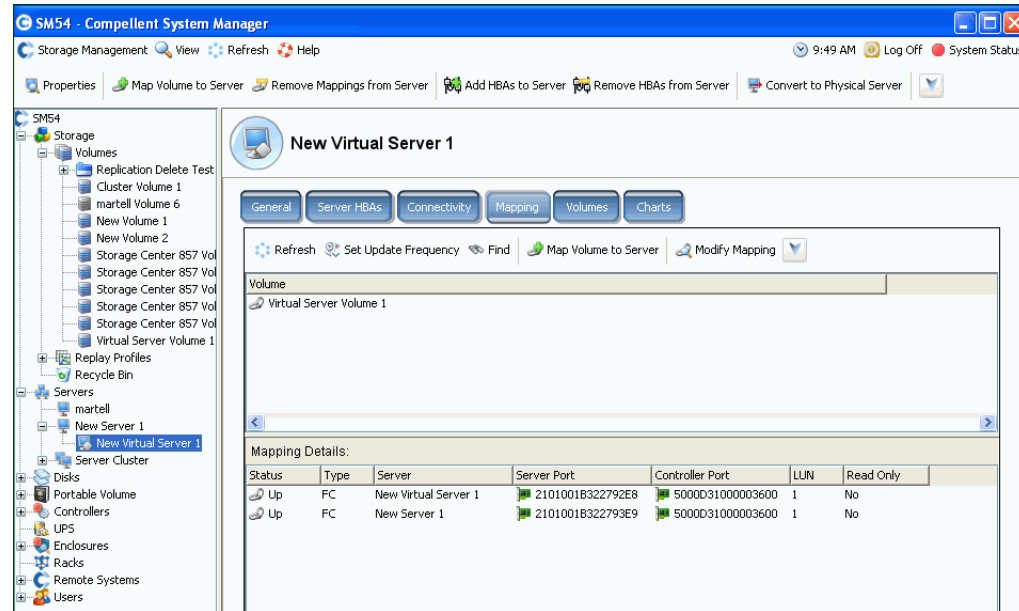 SM54 - Compellent System Manager
Storage Management View Refresh Help 9:49 AM Log Off System Status
Properties Map Volume to Server Remove Mappings from Server Add HBAs to Server Remove HBAs from Server Convert to Physical Server
SM54
Storage
Volumes
Replication Delete Test
Cluster Volume 1
martell Volume 6
New Volume 1
New Volume 2
Storage Center 857 Vol
Storage Center 857 Vol
Storage Center 857 Vol
Storage Center 857 Vol
Storage Center 857 Vol
Virtual Server Volume 1
Replay Profiles
Recycle Bin
Servers
martell
New Server 1
New Virtual Server 1
Server Cluster
Disks
Portable Volume
Controllers
UPS
Enclosures
Racks
Remote Systems
Users
New Virtual Server 1
General Server HBAs Connectivity Mapping Volumes Charts
Refresh Set Update Frequency Find Map Volume to Server Modify Mapping
Volume
Virtual Server Volume 1
Mapping Details:
Status Type Server Server Port Controller Port LUN Read Only
Up FC New Virtual Server 1 2101001B322792E8 5000D31000003600 1 No
Up FC New Server 1 2101001B322793E9 5000D31000003600 1 No